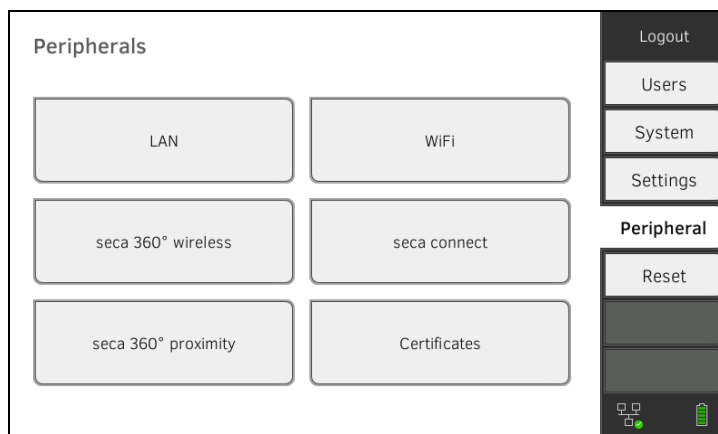 Peripherals
LAN
WiFi
seca 360° wireless
seca connect
seca 360° proximity
Certificates
Logout
Users
System
Settings
Peripheral
Reset